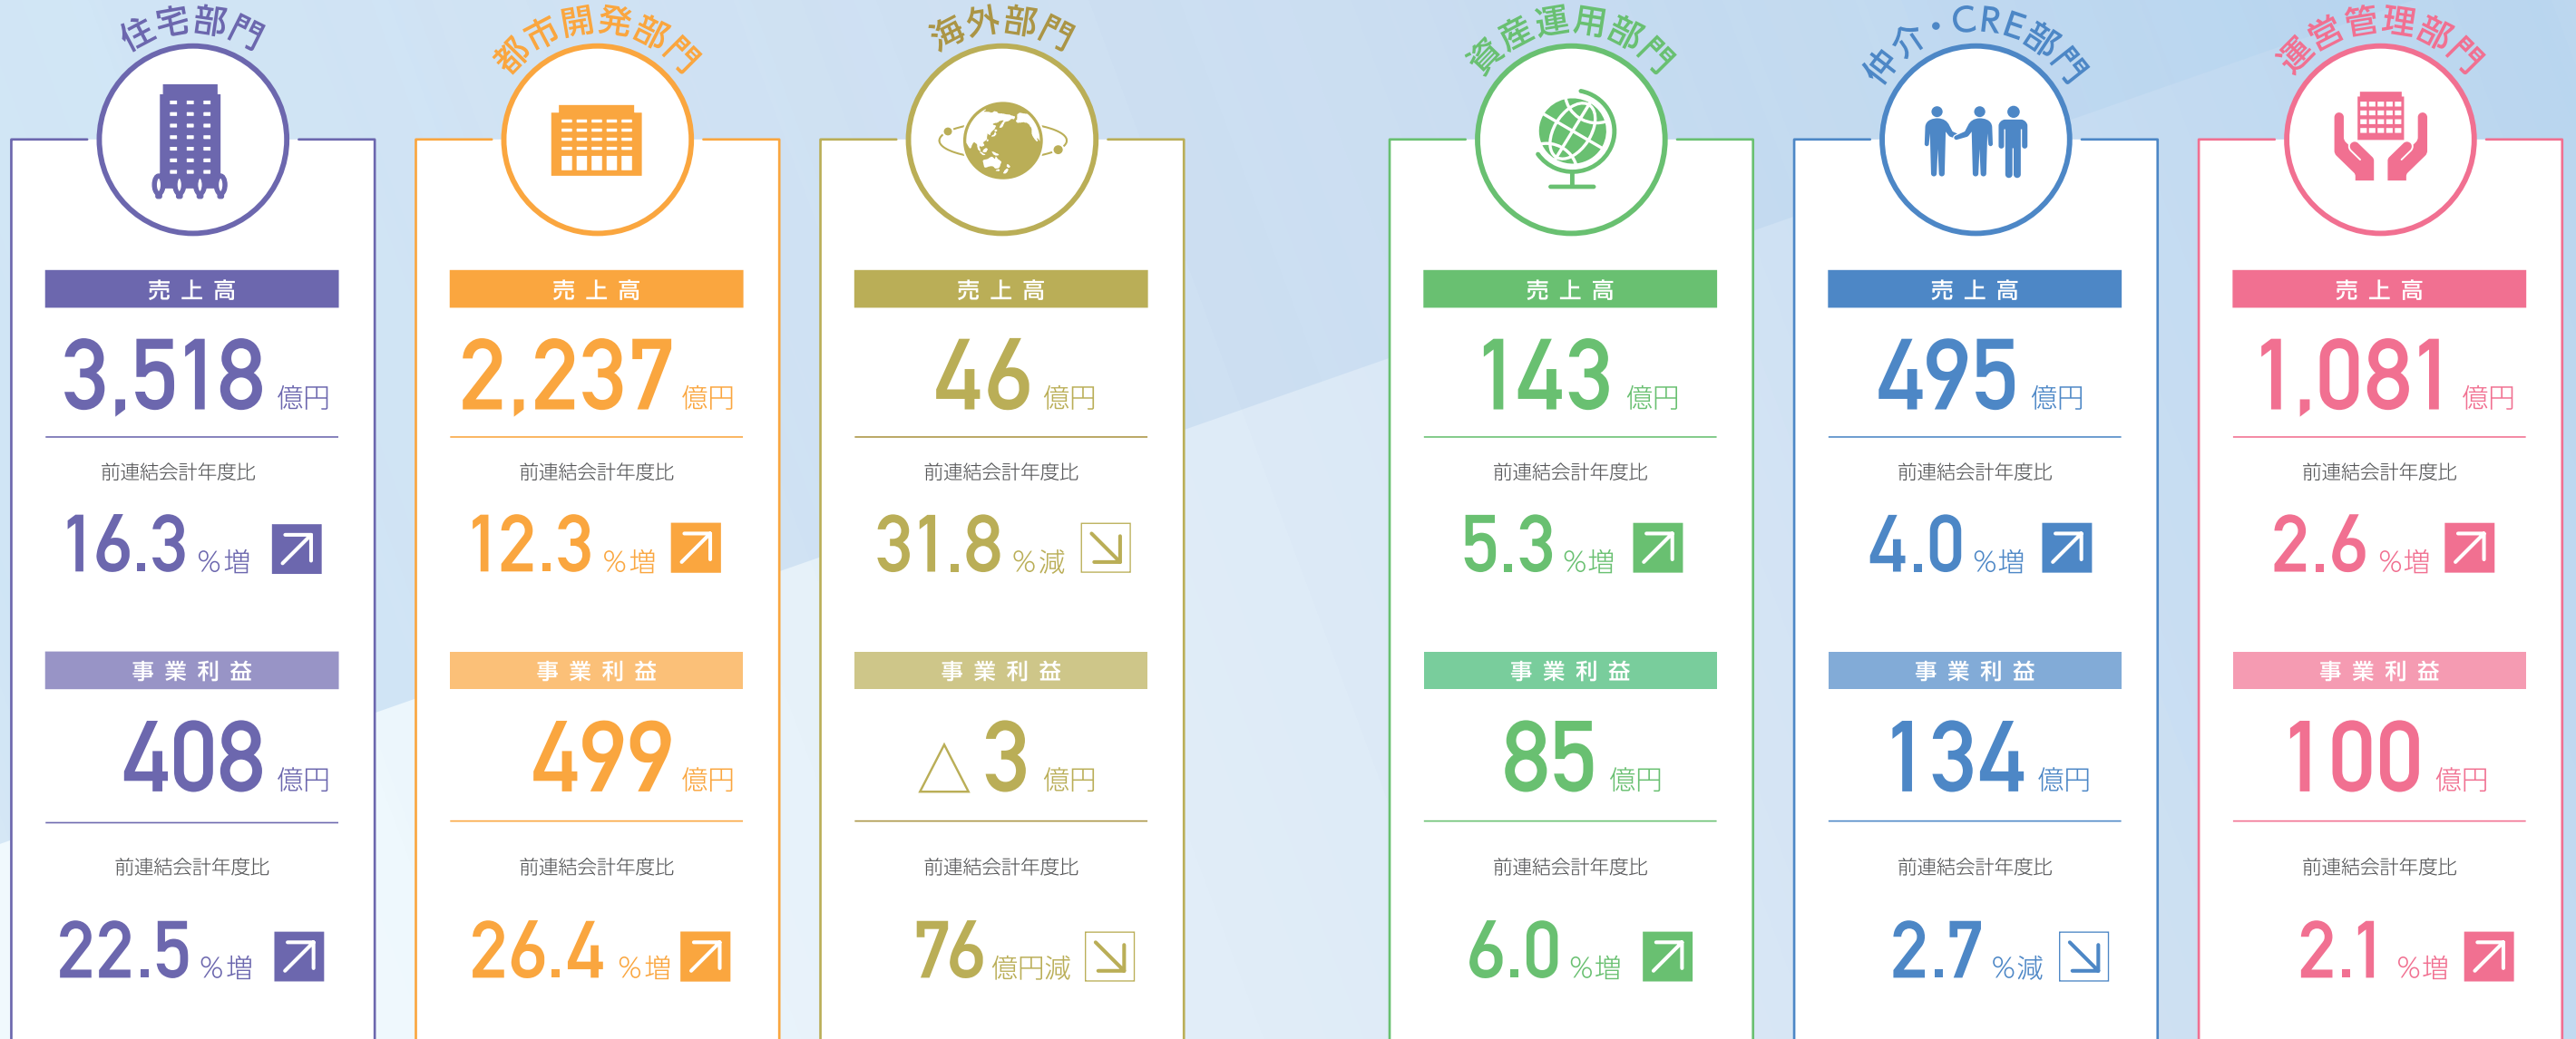 住宅部門
売上高
3,518 億円
前連結会計年度比
16.3 %増
事業利益
408 億円
前連結会計年度比
22.5 %増
都市開発部門
売上高
2,237 億円
前連結会計年度比
12.3 %増
事業利益
499 億円
前連結会計年度比
26.4 %増
海外部門
売上高
46 億円
前連結会計年度比
31.8 %減
事業利益
△3 億円
前連結会計年度比
76 億円減
資産運用部門
売上高
143 億円
前連結会計年度比
5.3 %増
事業利益
85 億円
前連結会計年度比
6.0 %増
仲介・CRE部門
売上高
495 億円
前連結会計年度比
4.0 %増
事業利益
134 億円
前連結会計年度比
2.7 %減
運営管理部門
売上高
1,081 億円
前連結会計年度比
2.6 %増
事業利益
100 億円
前連結会計年度比
2.1 %増